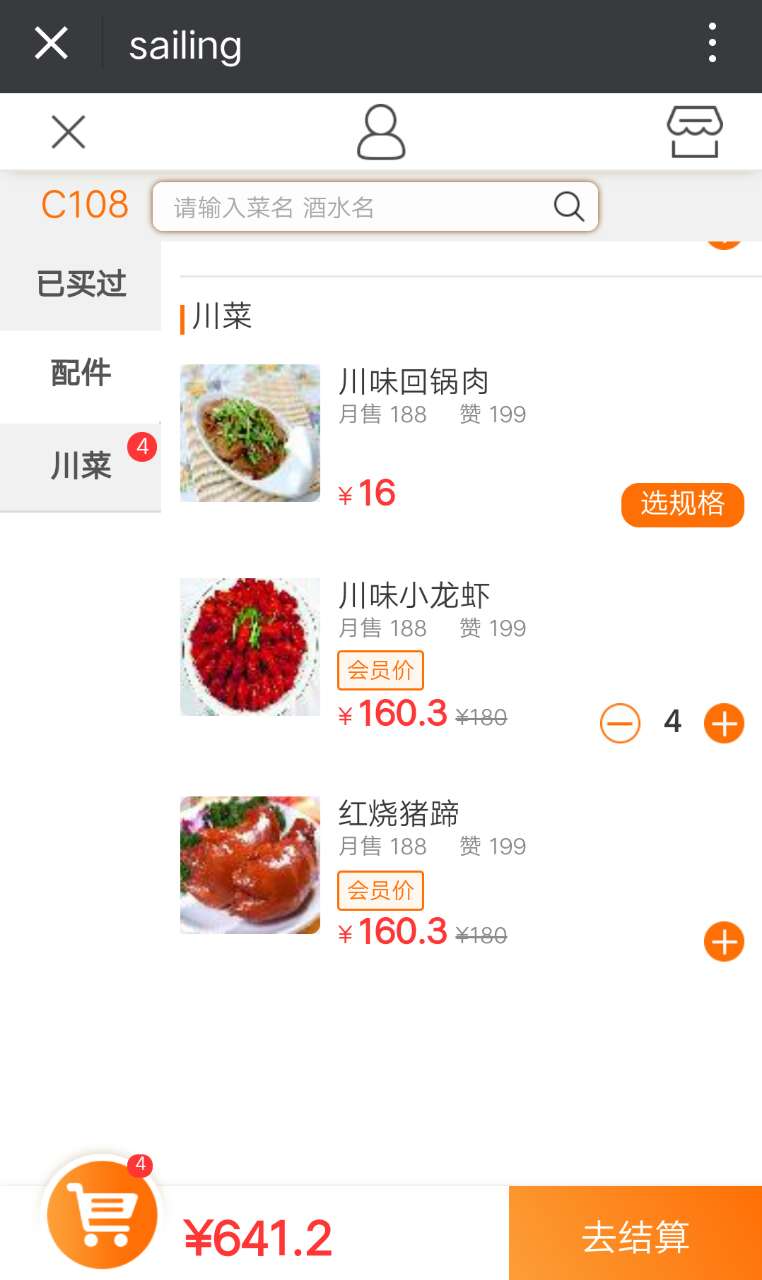 sailing
C108
请输入菜名 酒水名
已买过
配件
川菜
4
川菜
川味回锅肉
月售 188 赞 199
¥16
选规格
川味小龙虾
月售 188 赞 199
会员价
¥160.3 ¥180
4
红烧猪蹄
月售 188 赞 199
会员价
¥160.3 ¥180
4
¥641.2
去结算